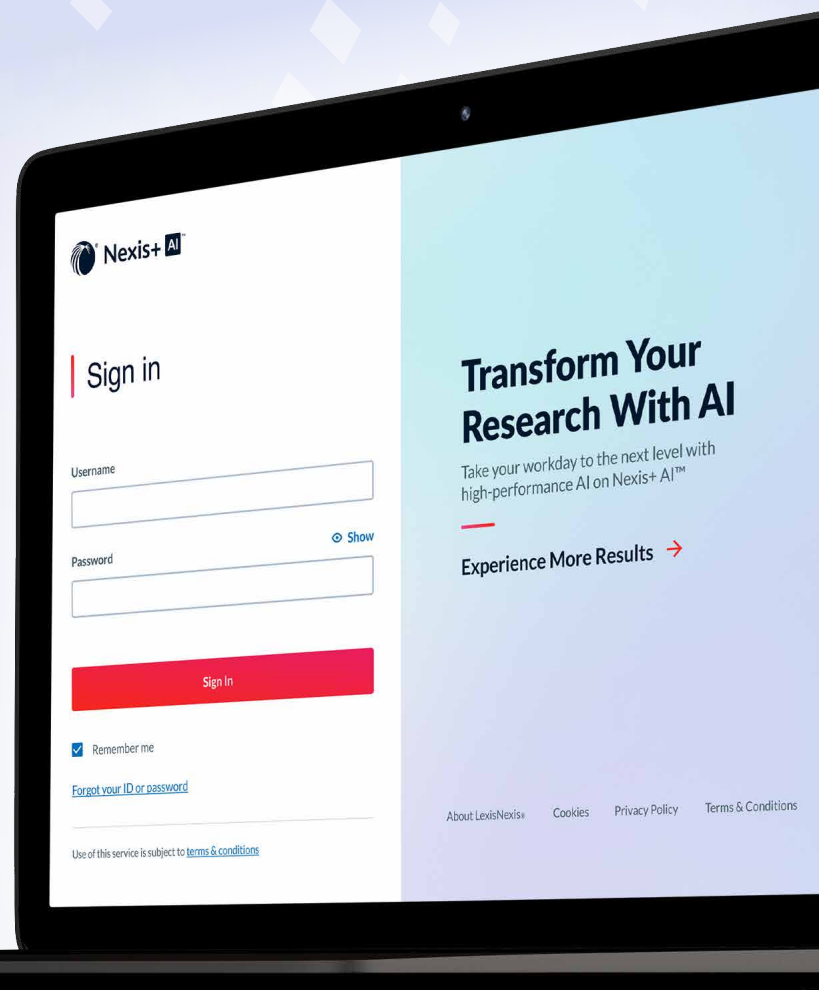 Nexis+ AI™
Sign in
Username
Show
Password
Sign In
Remember me
Forgot your ID or password
Use of this service is subject to terms & conditions
Transform Your
Research With AI
Take your workday to the next level with
high-performance AI on Nexis+ AI™
Experience More Results
About LexisNexis®
Cookies
Privacy Policy
Terms & Conditions